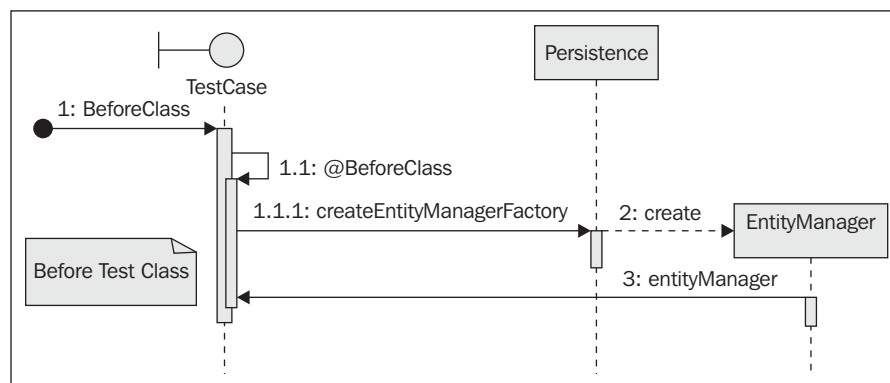 Persistence
TestCase
1: BeforeClass
1.1: @BeforeClass
1.1.1: createEntityManagerFactory
2: create
EntityManager
Before Test Class
3: entityManager